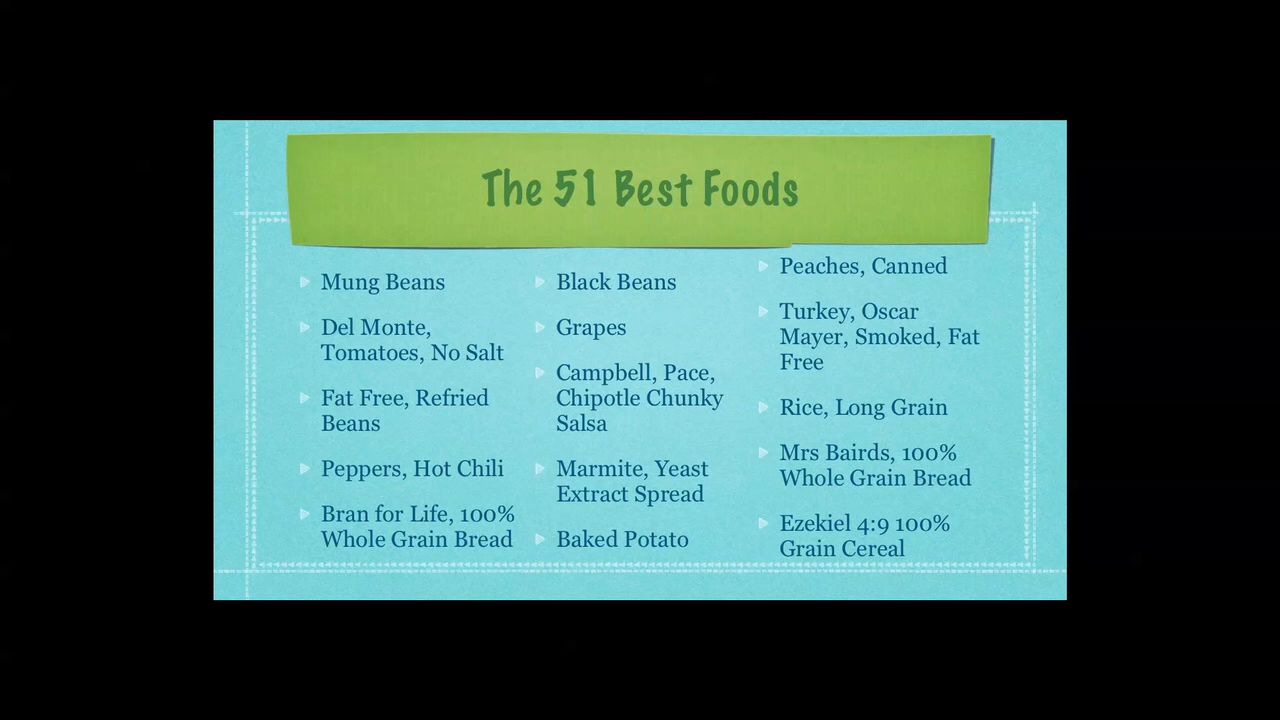 The 51 Best Foods
Mung Beans
Del Monte,
Tomatoes, No Salt
Fat Free, Refried
Beans
Peppers, Hot Chili
Bran for Life, 100%
Whole Grain Bread
Black Beans
Grapes
Campbell, Pace,
Chipotle Chunky
Salsa
Marmite, Yeast
Extract Spread
Baked Potato
Peaches, Canned
Turkey, Oscar
Mayer, Smoked, Fat
Free
Rice, Long Grain
Mrs Bairds, 100%
Whole Grain Bread
Ezekiel 4:9 100%
Grain Cereal